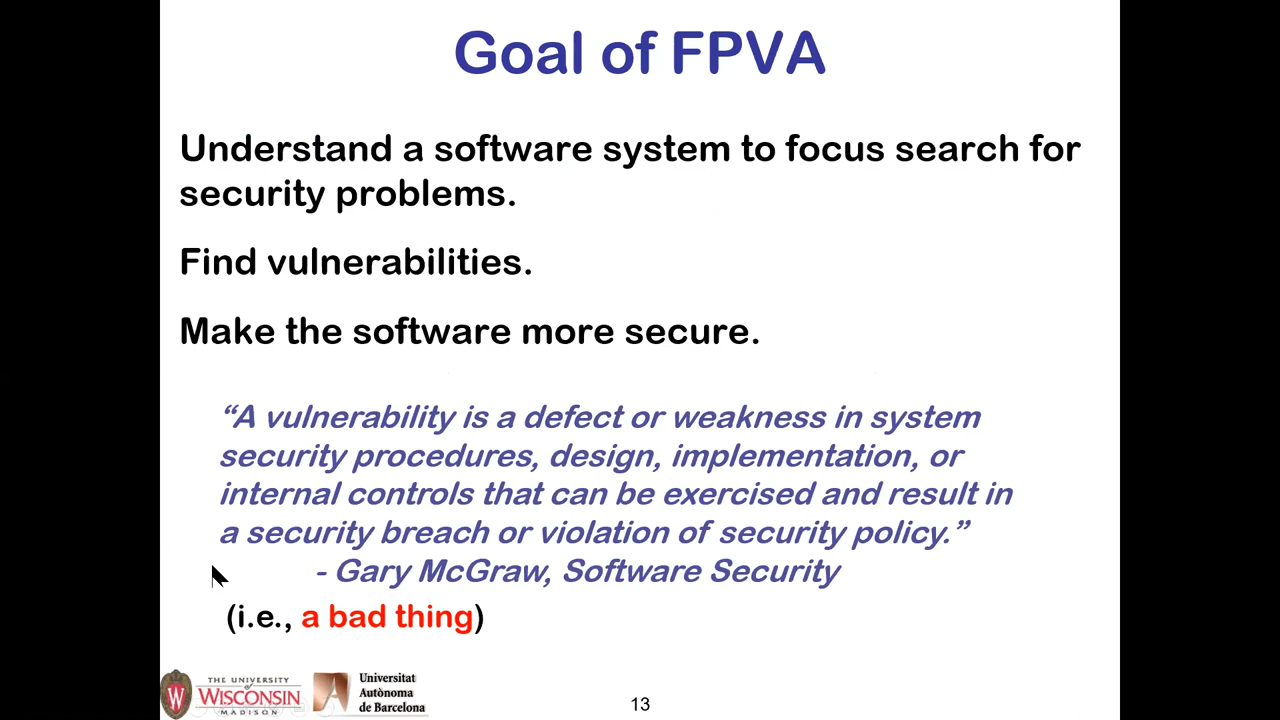 Goal of FPVA
Understand a software system to focus search for
security problems.
Find vulnerabilities.
Make the software more secure.
“A vulnerability is a defect or weakness in system
security procedures, design, implementation, or
internal controls that can be exercised and result in
a security breach or violation of security policy.”
- Gary McGraw, Software Security
(i.e., a bad thing)
THE UNIVERSITY
of
WISCONSIN
MADISON
Universitat
Autònoma
de Barcelona
13